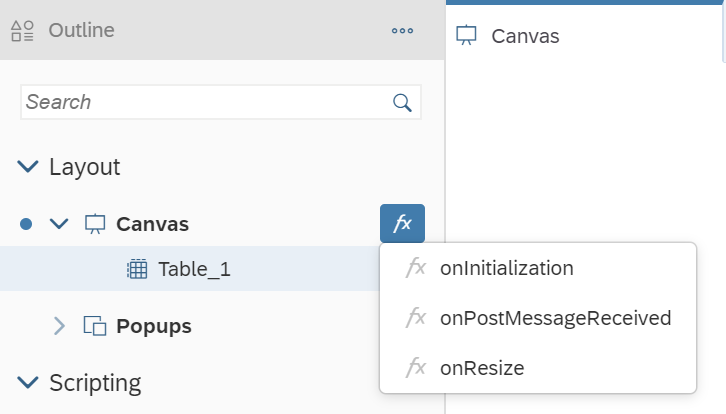 Outline
Canvas
Search
Layout
Canvas
fx
Table_1
fx onInitialization
fx onPostMessageReceived
Popups
fx onResize
Scripting